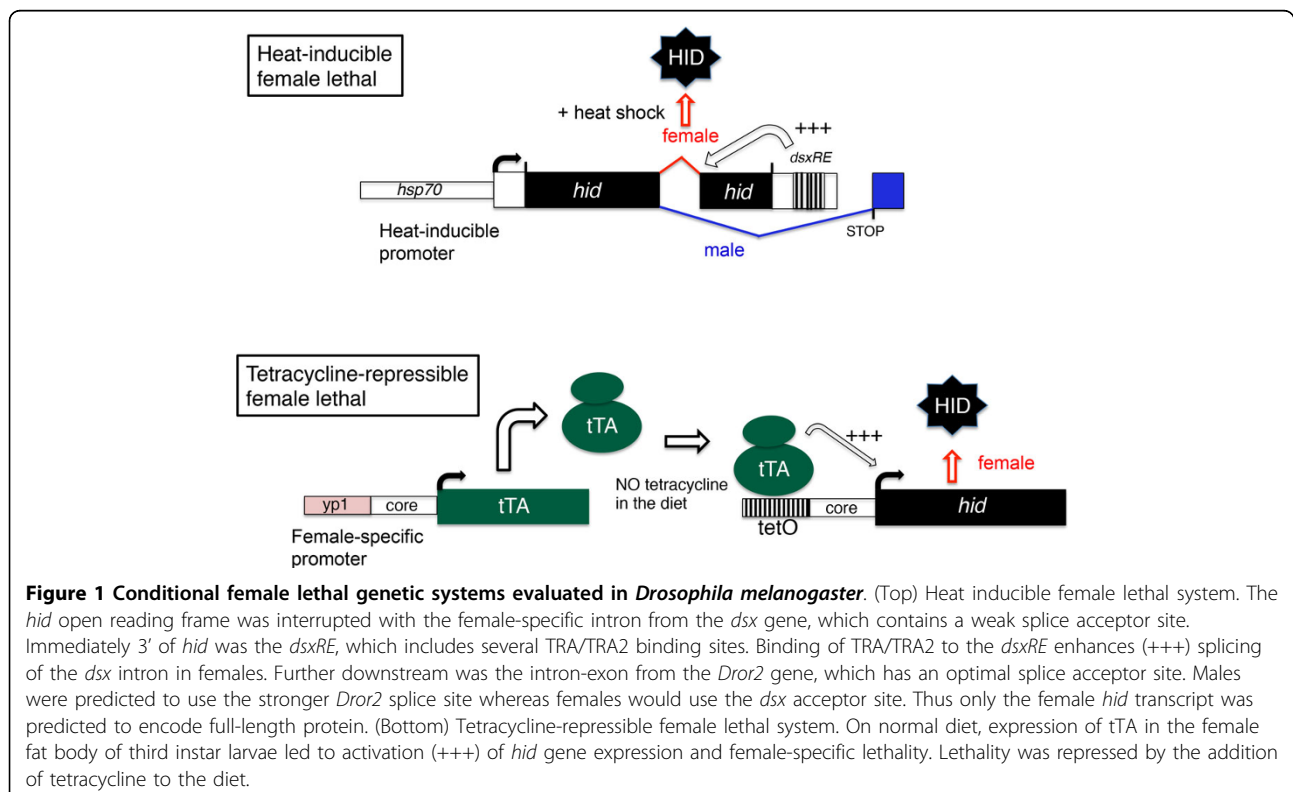 Heat-inducible
female lethal
HID
+ heat shock
female
+++
dsxRE
hsp70
hid
hid
STOP
Heat-inducible
promoter
male
Tetracycline-repressible
female lethal
HID
tTA
+++
tTA
female
NO tetracycline
in the diet
yp1
core
tTA
core
hid
tetO
Female-specific
promoter
Figure 1 Conditional female lethal genetic systems evaluated in Drosophila melanogaster. (Top) Heat inducible female lethal system. The
hid open reading frame was interrupted with the female-specific intron from the dsx gene, which contains a weak splice acceptor site.
Immediately 3’ of hid was the dsxRE, which includes several TRA/TRA2 binding sites. Binding of TRA/TRA2 to the dsxRE enhances (+++) splicing
of the dsx intron in females. Further downstream was the intron-exon from the Dror2 gene, which has an optimal splice acceptor site. Males
were predicted to use the stronger Dror2 splice site whereas females would use the dsx acceptor site. Thus only the female hid transcript was
predicted to encode full-length protein. (Bottom) Tetracycline-repressible female lethal system. On normal diet, expression of tTA in the female
fat body of third instar larvae led to activation (+++) of hid gene expression and female-specific lethality. Lethality was repressed by the addition
of tetracycline to the diet.